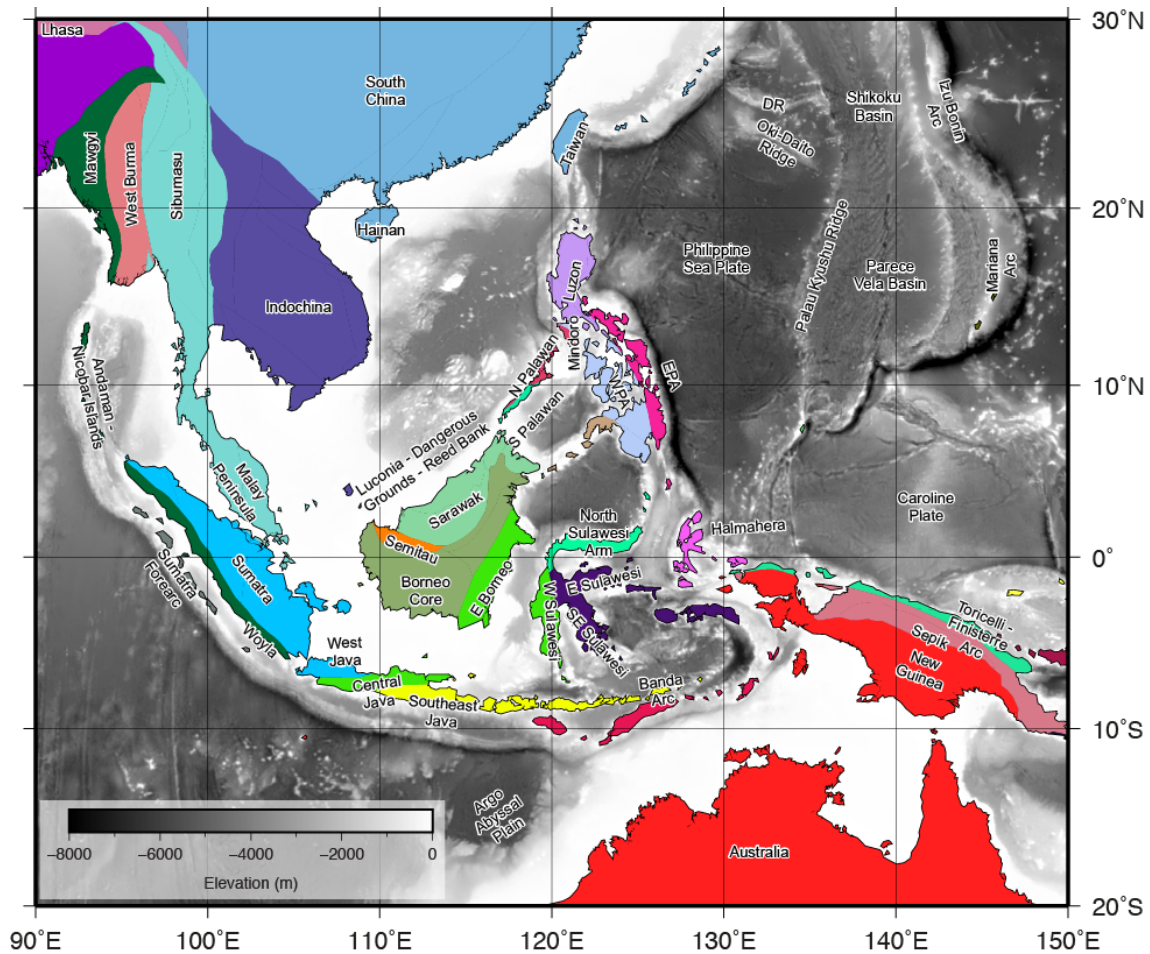 Lhasa
30°N
South
China
Izu Bonin
Arc
Shikoku
Basin
DR
Oki-Daito
Ridge
Taiwan
Mawgyi
West Burma
Sibumasu
20°N
Hainan
Luzon
Philippine
Sea Plate
Palau Kyushu Ridge
Parece
Vela Basin
Mariana
Arc
Indochina
Mindoro
N Palawan
EPA
NPA
10°N
Andaman -
Nicobar Islands
S Palawan
Luconia - Dangerous
Grounds - Reed Bank
Malay
Peninsula
Sarawak
Caroline
Plate
North
Sulawesi
Arm
Halmahera
Semitau
0°
Sumatra
Forearc
Sumatra
Borneo
Core
E Borneo
W Sulawesi
E Sulawesi
SE Sulawesi
Toricelli -
Finisterre
Arc
Sepik
New
Guinea
Woyla
West
Java
Central
Java
Southeast
Java
Banda
Arc
10°S
Argo
Abyssal
Plain
Australia
−8000
−6000
−4000
−2000
0
Elevation (m)
20°S
90°E
100°E
110°E
120°E
130°E
140°E
150°E